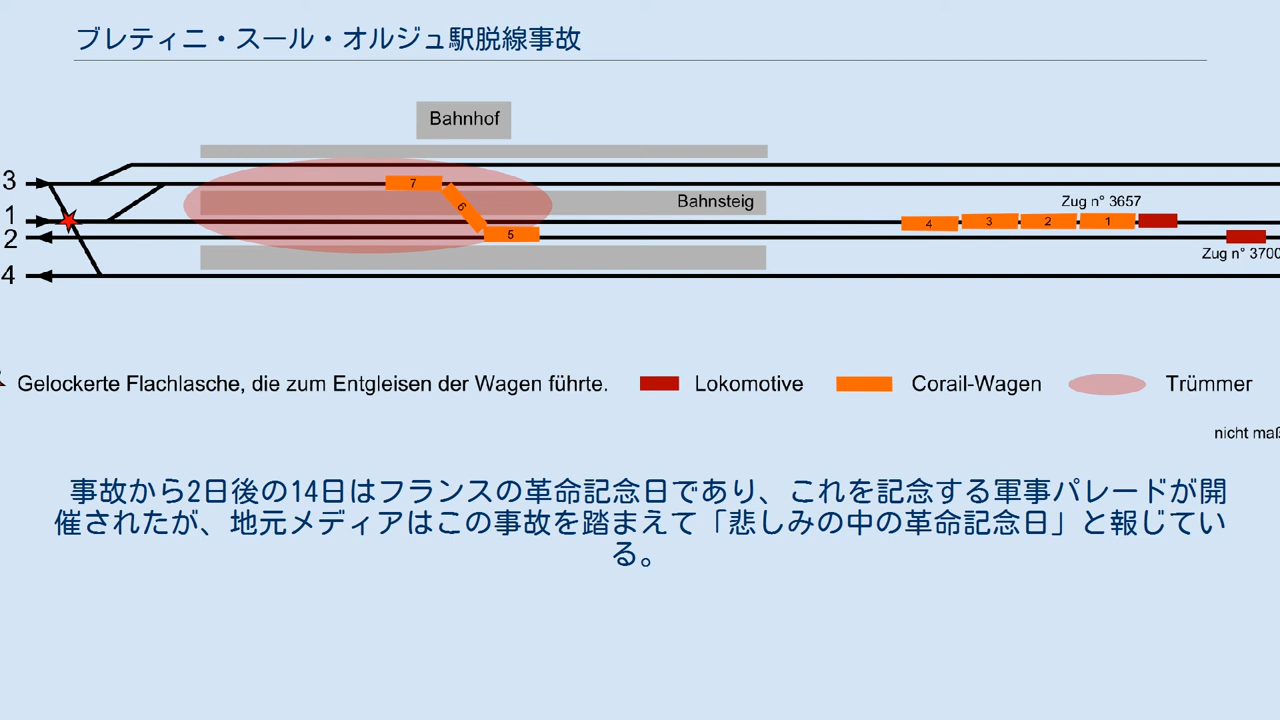 ブレティニ・スール・オルジュ駅脱線事故
Bahnhof
3
7
6
Bahnsteig
Zug n° 3657
1
4
3
2
1
2
5
Zug n° 3700
4
Gelockerte Flachlasche, die zum Entgleisen der Wagen führte.
Lokomotive
Corail-Wagen
Trümmer
nicht maß
事故から2日後の14日はフランスの革命記念日であり、これを記念する軍事パレードが開
催されたが、地元メディアはこの事故を踏まえて「悲しみの中の革命記念日」と報じてい
る。